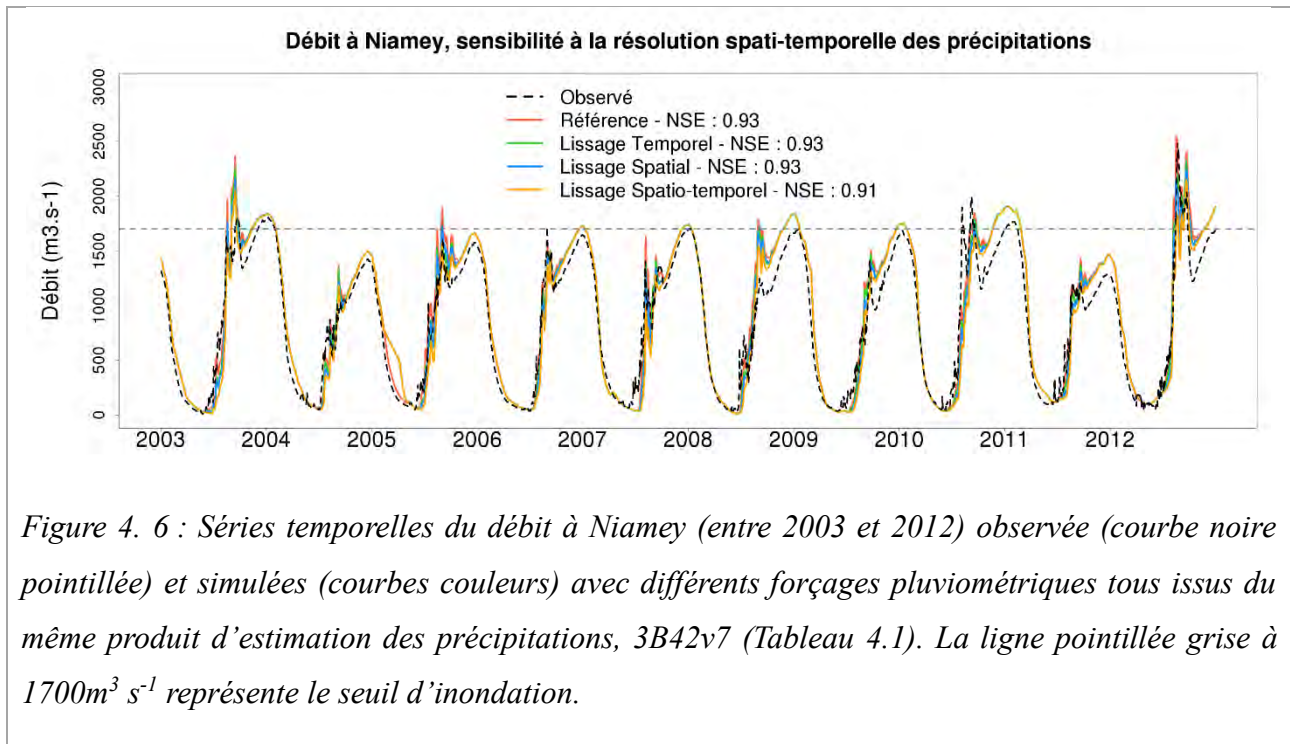 Débit à Niamey, sensibilité à la résolution spati-temporelle des précipitations
Débit (m3.s-1)
3000
2500
2000
1500
1000
500
0
Observé
Référence - NSE : 0.93
Lissage Temporel - NSE : 0.93
Lissage Spatial - NSE : 0.93
Lissage Spatio-temporel - NSE : 0.91
2003 2004 2005 2006 2007 2008 2009 2010 2011 2012
Figure 4. 6 : Séries temporelles du débit à Niamey (entre 2003 et 2012) observée (courbe noire
pointillée) et simulées (courbes couleurs) avec différents forçages pluviométriques tous issus du
même produit d'estimation des précipitations, 3B42v7 (Tableau 4.1). La ligne pointillée grise à
1700m³ s⁻¹ représente le seuil d'inondation.